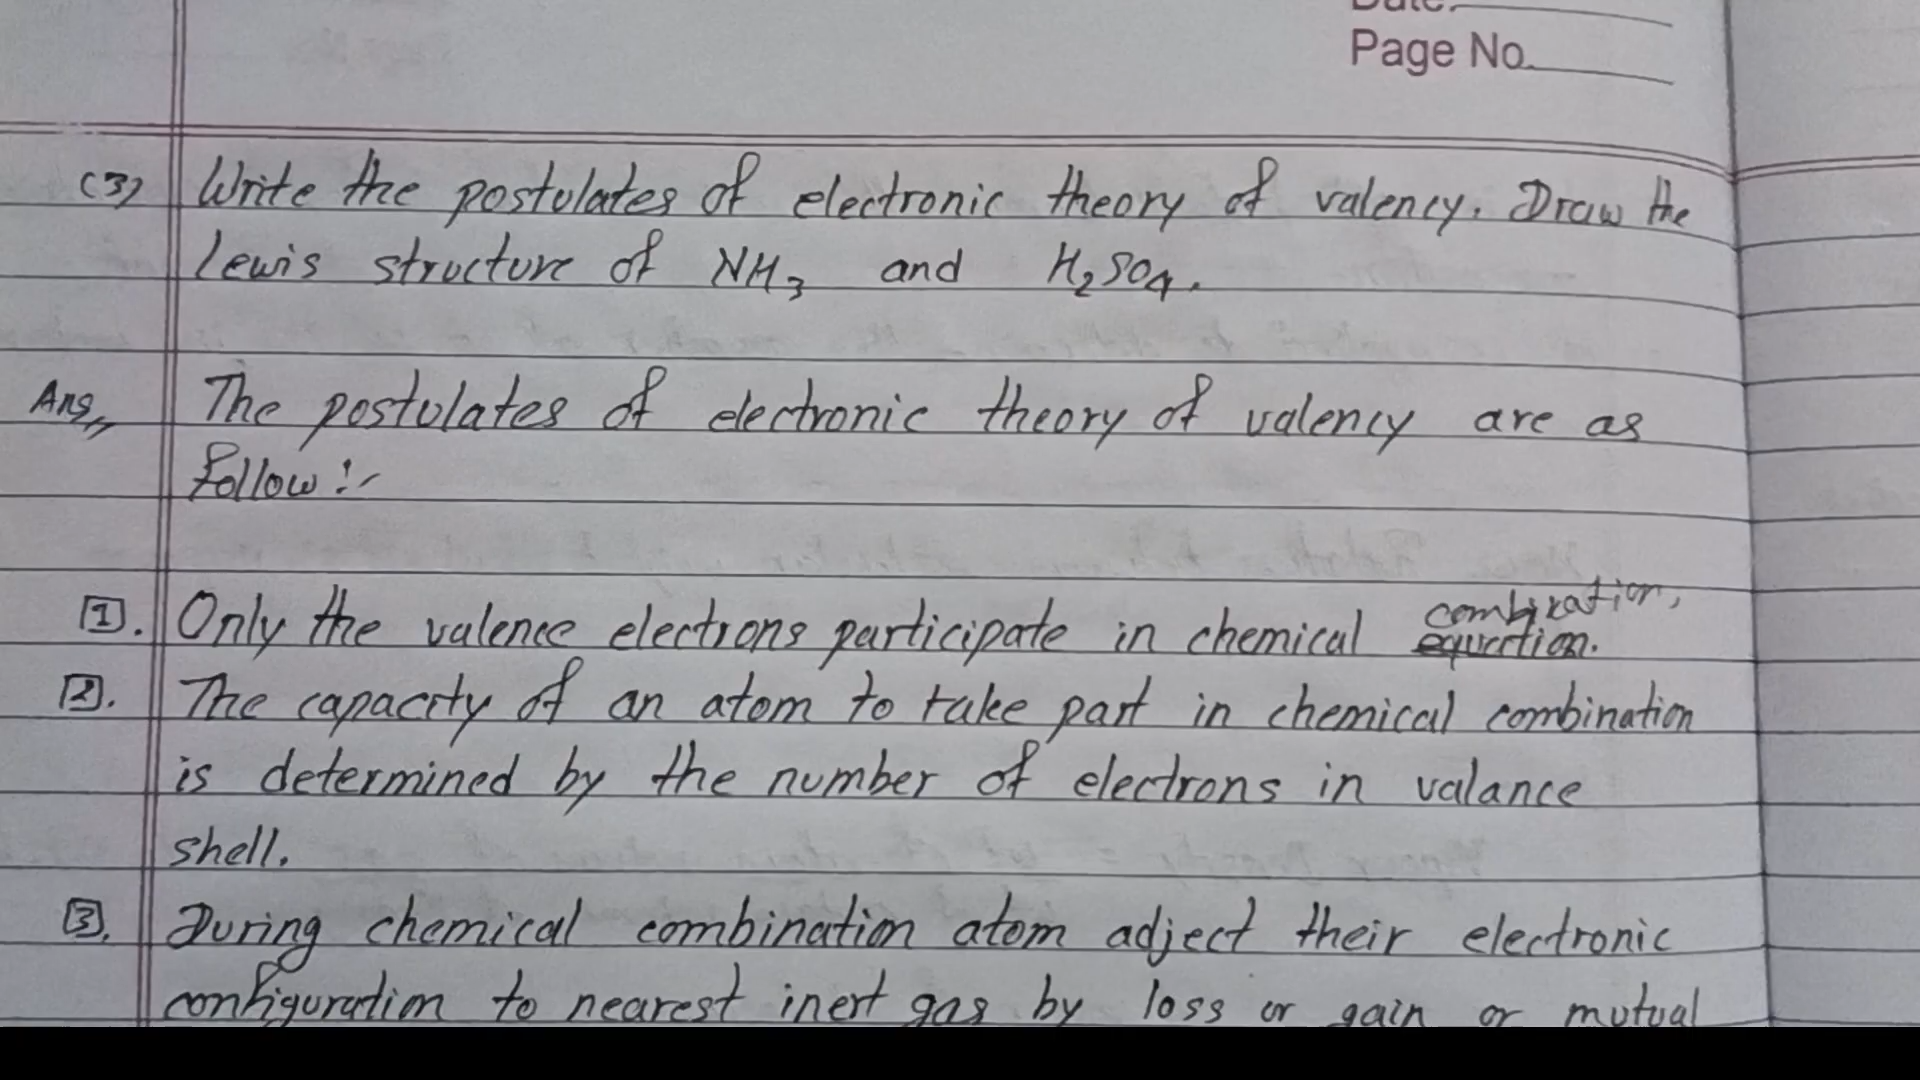 Date.
Page No.
(3) Write the postulates of electronic theory of valency. Draw the
Lewis structure of NH3 and H2SO4.
Ans,, The postulates of electronic theory of valency are as
follow :-
combination,
1. Only the valence electrons participate in chemical equation.
2. The capacity of an atom to take part in chemical combination
is determined by the number of electrons in valance
shell.
3. During chemical combination atom adject their electronic
configuration to nearest inert gas by loss or gain or mutual